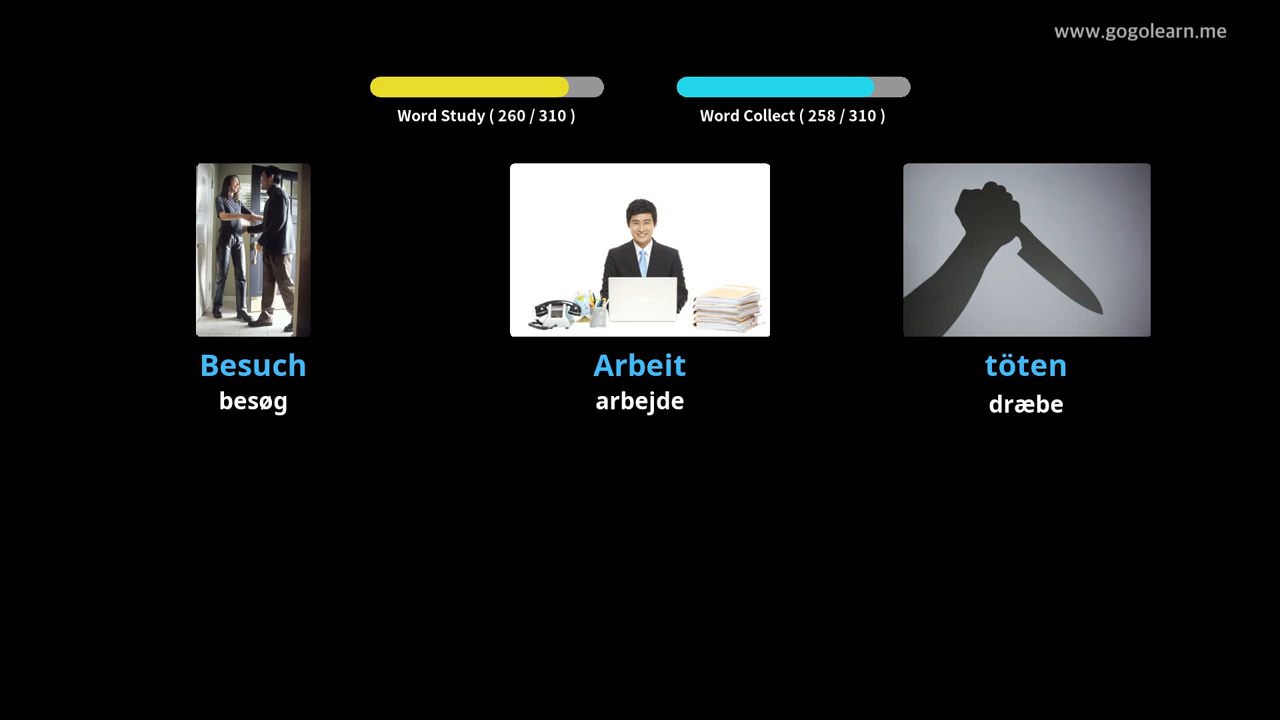 www.gogolearn.me
Word Study ( 260 / 310 )
Word Collect ( 258 / 310 )
Besuch
besøg
Arbeit
arbejde
töten
dræbe